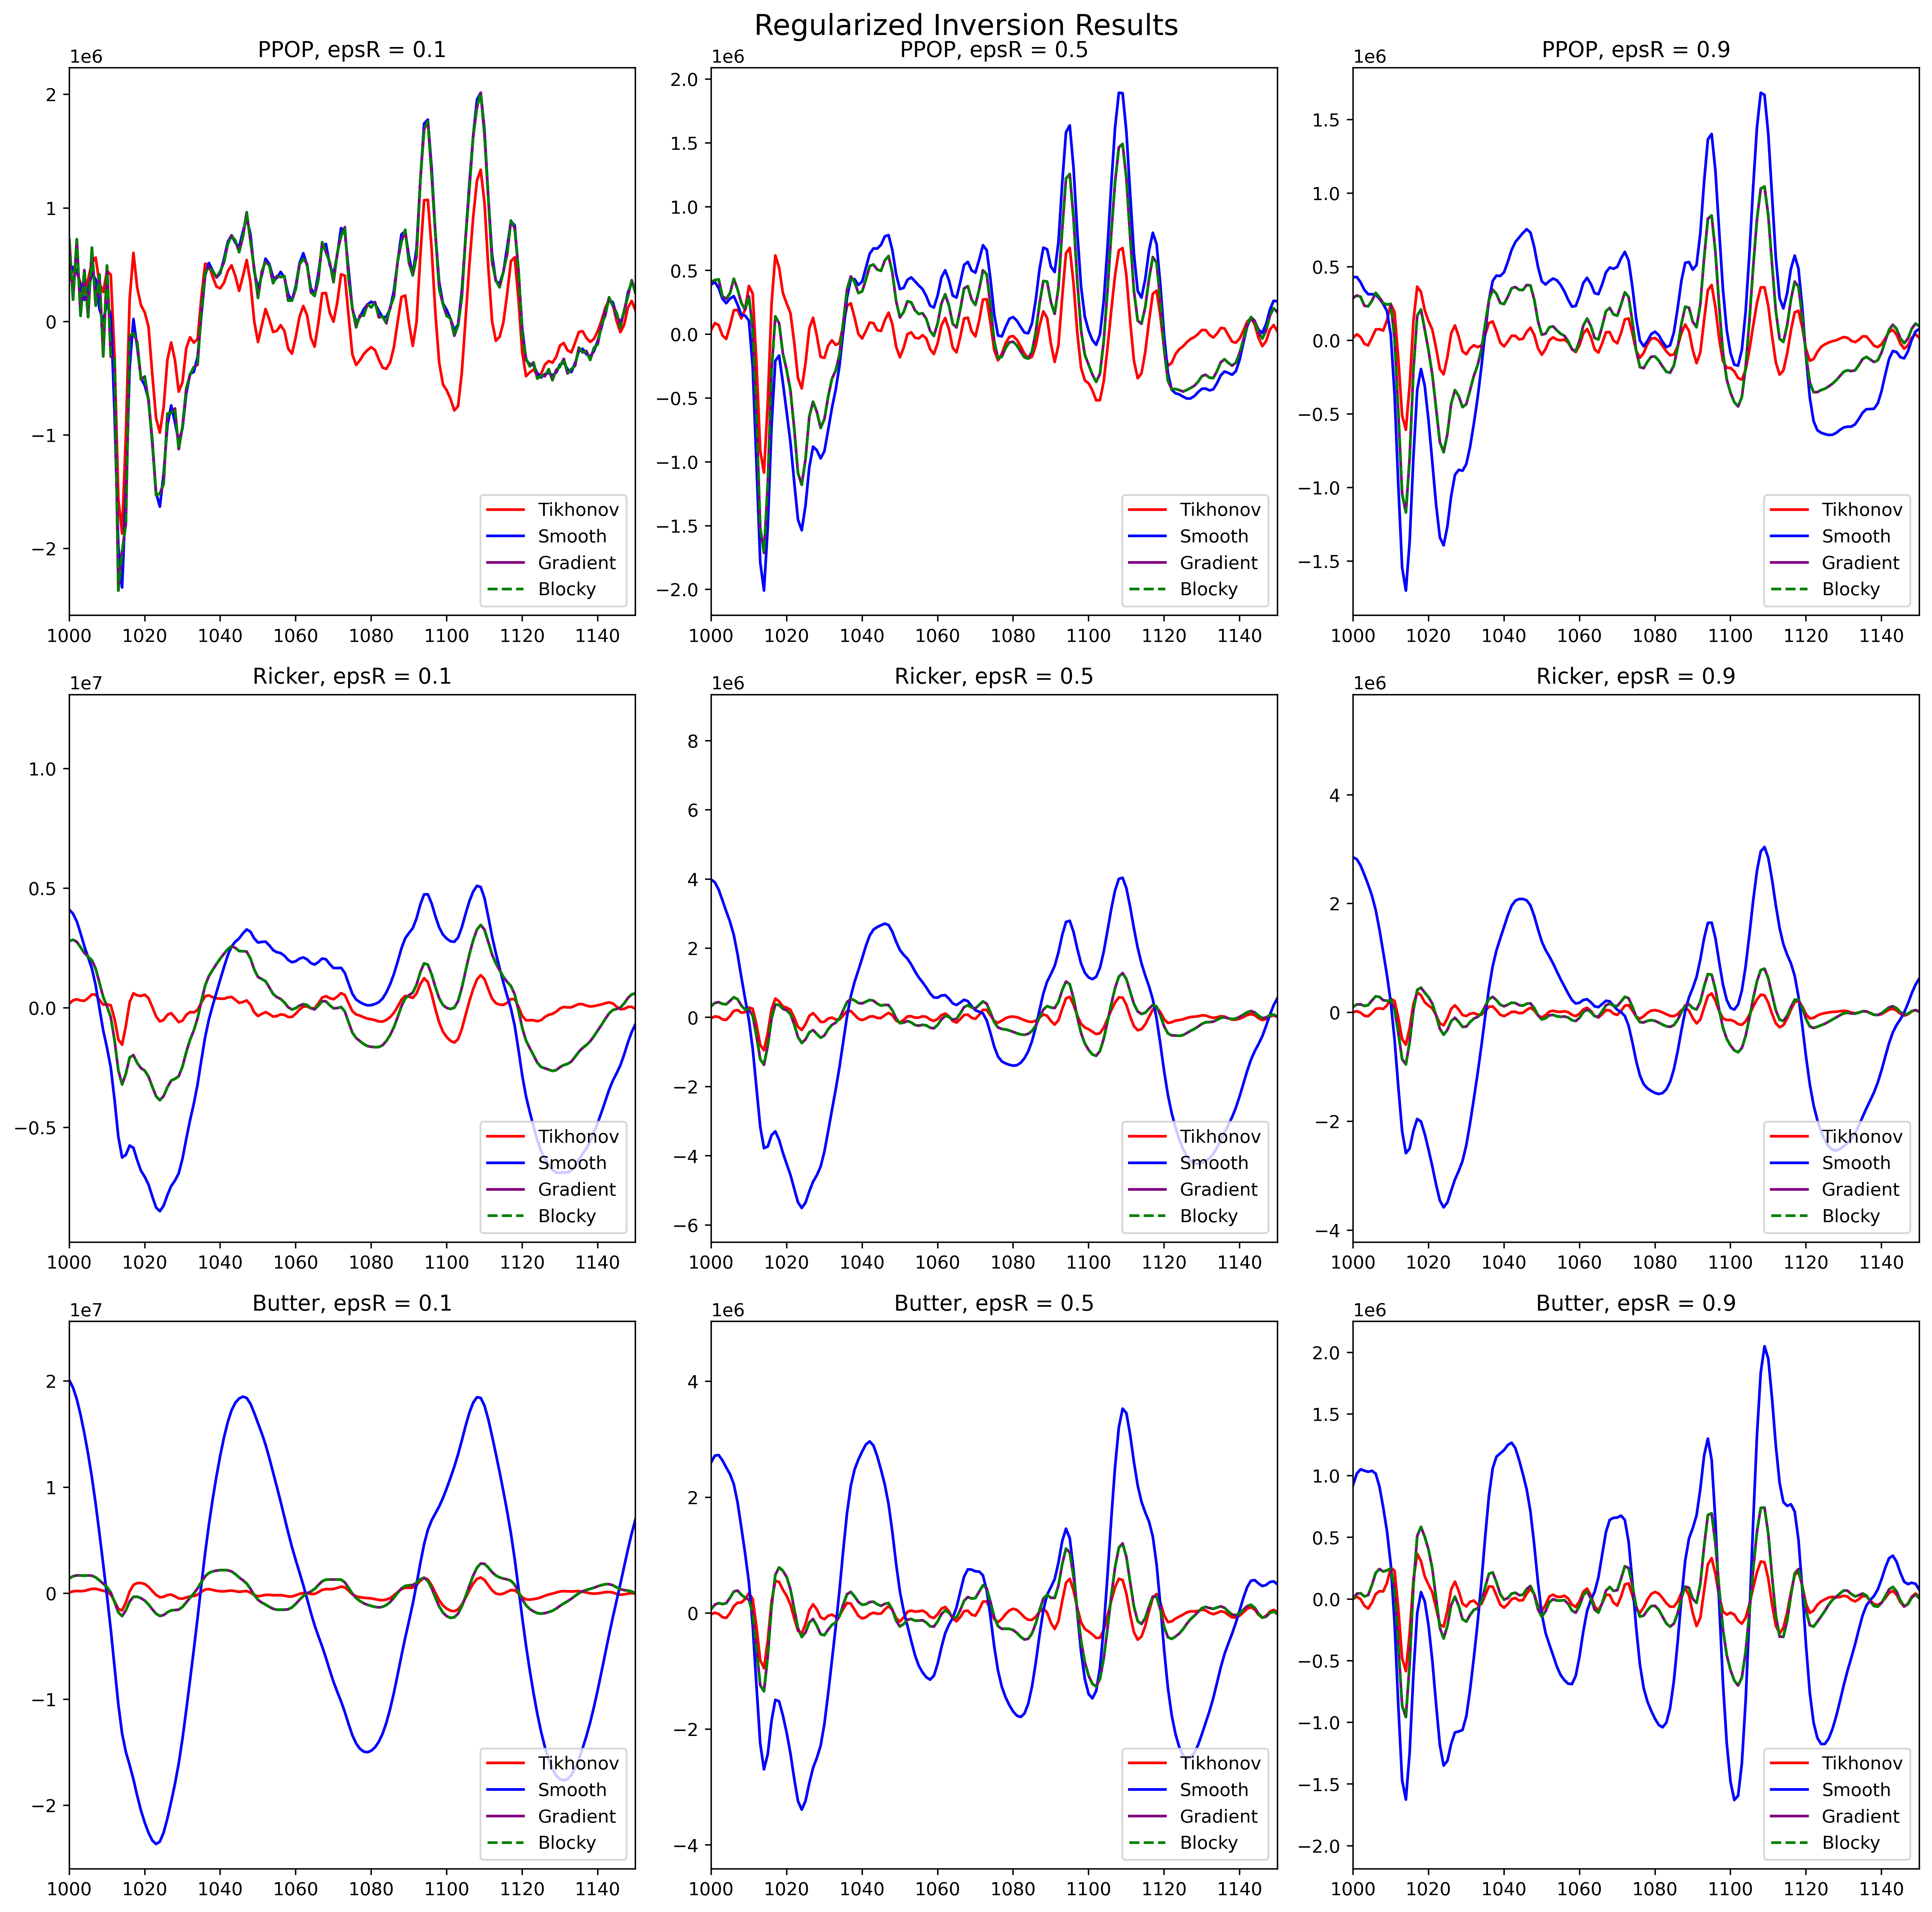 Regularized Inversion Results
PPOP, epsR = 0.1
1e6
2
1
0
−1
−2
1000 1020 1040 1060 1080 1100 1120 1140
Tikhonov
Smooth
Gradient
Blocky
PPOP, epsR = 0.5
1e6
2.0
1.5
1.0
0.5
0.0
−0.5
−1.0
−1.5
−2.0
1000 1020 1040 1060 1080 1100 1120 1140
Tikhonov
Smooth
Gradient
Blocky
PPOP, epsR = 0.9
1e6
1.5
1.0
0.5
0.0
−0.5
−1.0
−1.5
1000 1020 1040 1060 1080 1100 1120 1140
Tikhonov
Smooth
Gradient
Blocky
Ricker, epsR = 0.1
1e7
1.0
0.5
0.0
−0.5
1000 1020 1040 1060 1080 1100 1120 1140
Tikhonov
Smooth
Gradient
Blocky
Ricker, epsR = 0.5
1e6
8
6
4
2
0
−2
−4
−6
1000 1020 1040 1060 1080 1100 1120 1140
Tikhonov
Smooth
Gradient
Blocky
Ricker, epsR = 0.9
1e6
4
2
0
−2
−4
1000 1020 1040 1060 1080 1100 1120 1140
Tikhonov
Smooth
Gradient
Blocky
Butter, epsR = 0.1
1e7
2
1
0
−1
−2
1000 1020 1040 1060 1080 1100 1120 1140
Tikhonov
Smooth
Gradient
Blocky
Butter, epsR = 0.5
1e6
4
2
0
−2
−4
1000 1020 1040 1060 1080 1100 1120 1140
Tikhonov
Smooth
Gradient
Blocky
Butter, epsR = 0.9
1e6
2.0
1.5
1.0
0.5
0.0
−0.5
−1.0
−1.5
−2.0
1000 1020 1040 1060 1080 1100 1120 1140
Tikhonov
Smooth
Gradient
Blocky